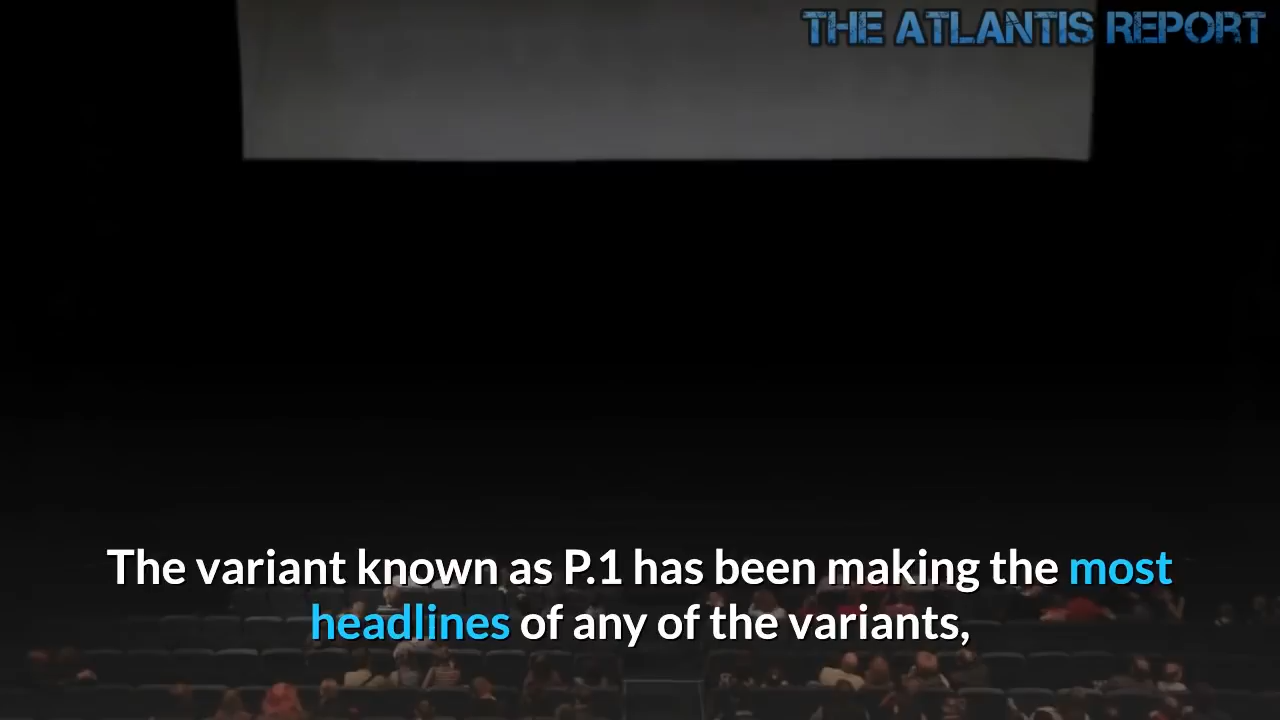 THE ATLANTIS REPORT
The variant known as P.1 has been making the most
headlines of any of the variants,